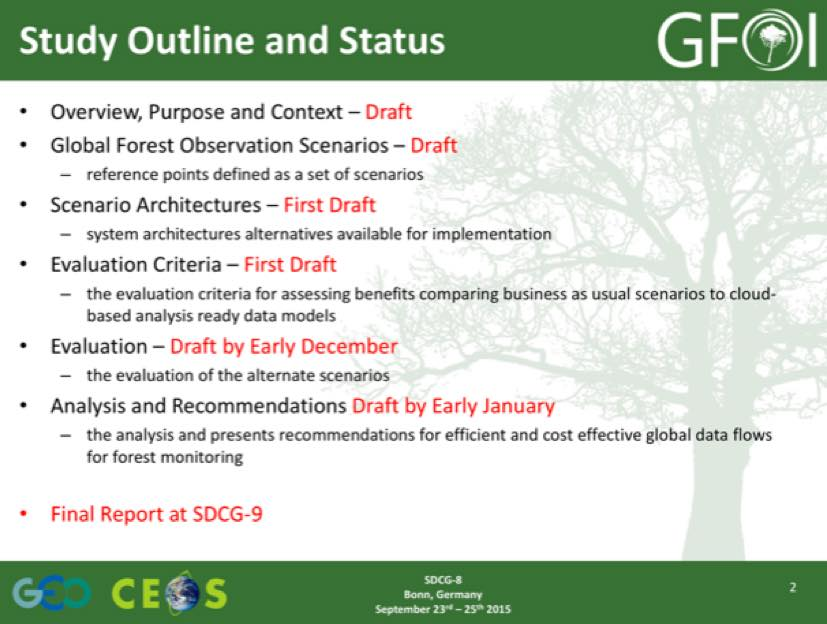 Study Outline and Status
GFOI
• Overview, Purpose and Context – Draft
• Global Forest Observation Scenarios – Draft
– reference points defined as a set of scenarios
• Scenario Architectures – First Draft
– system architectures alternatives available for implementation
• Evaluation Criteria – First Draft
– the evaluation criteria for assessing benefits comparing business as usual scenarios to cloud-
based analysis ready data models
• Evaluation – Draft by Early December
– the evaluation of the alternate scenarios
• Analysis and Recommendations Draft by Early January
– the analysis and presents recommendations for efficient and cost effective global data flows
for forest monitoring
• Final Report at SDCG-9
GEO CEOS
SDCG-8
Bonn, Germany
September 23rd – 25th 2015
2